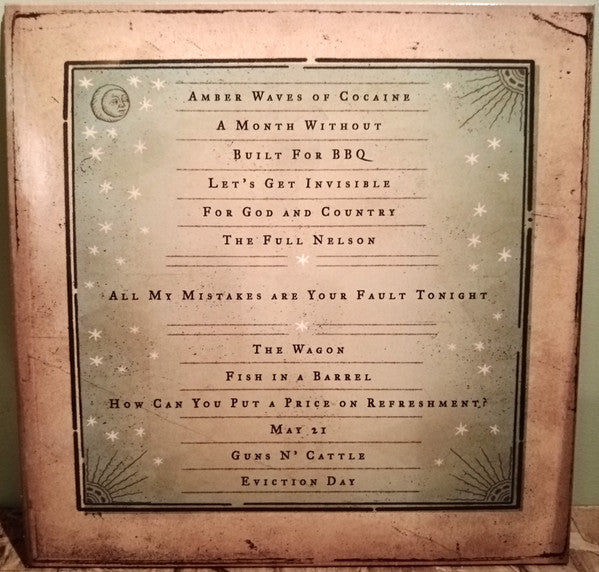 Amber Waves of Cocaine
A Month Without
Built For BBQ
Let's Get Invisible
For God and Country
The Full Nelson
All My Mistakes are Your Fault Tonight
The Wagon
Fish in a Barrel
How Can You Put a Price on Refreshment?
May 21
Guns N' Cattle
Eviction Day